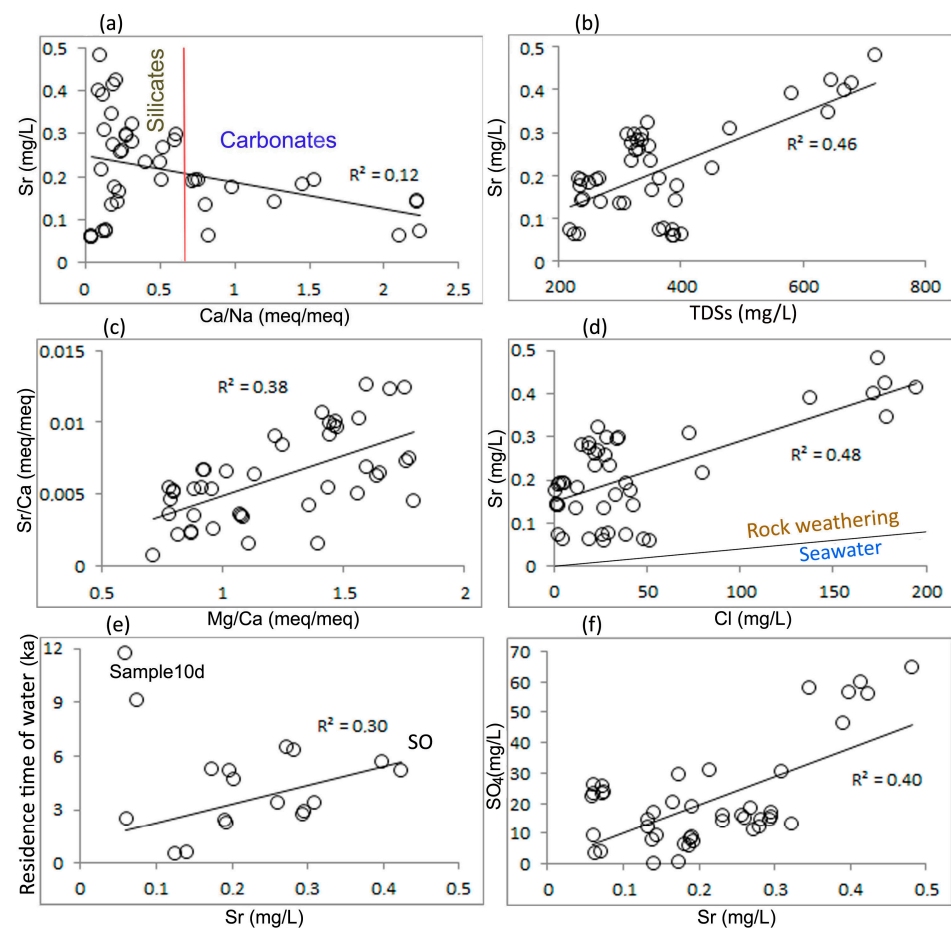 (a)
0.5
0.4
0.3
0.2
0.1
0
Sr (mg/L)
Silicates
Carbonates
R² = 0.12
0 0.5 1 1.5 2 2.5
Ca/Na (meq/meq)
(b)
0.5
0.4
0.3
0.2
0.1
0
Sr (mg/L)
R² = 0.46
200 400 600 800
TDSs (mg/L)
(c)
0.015
0.01
0.005
0
Sr/Ca (meq/meq)
R² = 0.38
0.5 1 1.5 2
Mg/Ca (meq/meq)
(d)
0.5
0.4
0.3
0.2
0.1
0
Sr (mg/L)
R² = 0.48
Rock weathering
Seawater
0 50 100 150 200
Cl (mg/L)
(e)
12
9
6
3
0
Residence time of water (ka)
Sample10d
R² = 0.30
SO
0 0.1 0.2 0.3 0.4 0.5
Sr (mg/L)
(f)
70
60
50
40
30
20
10
0
SO₄(mg/L)
R² = 0.40
0 0.1 0.2 0.3 0.4 0.5
Sr (mg/L)